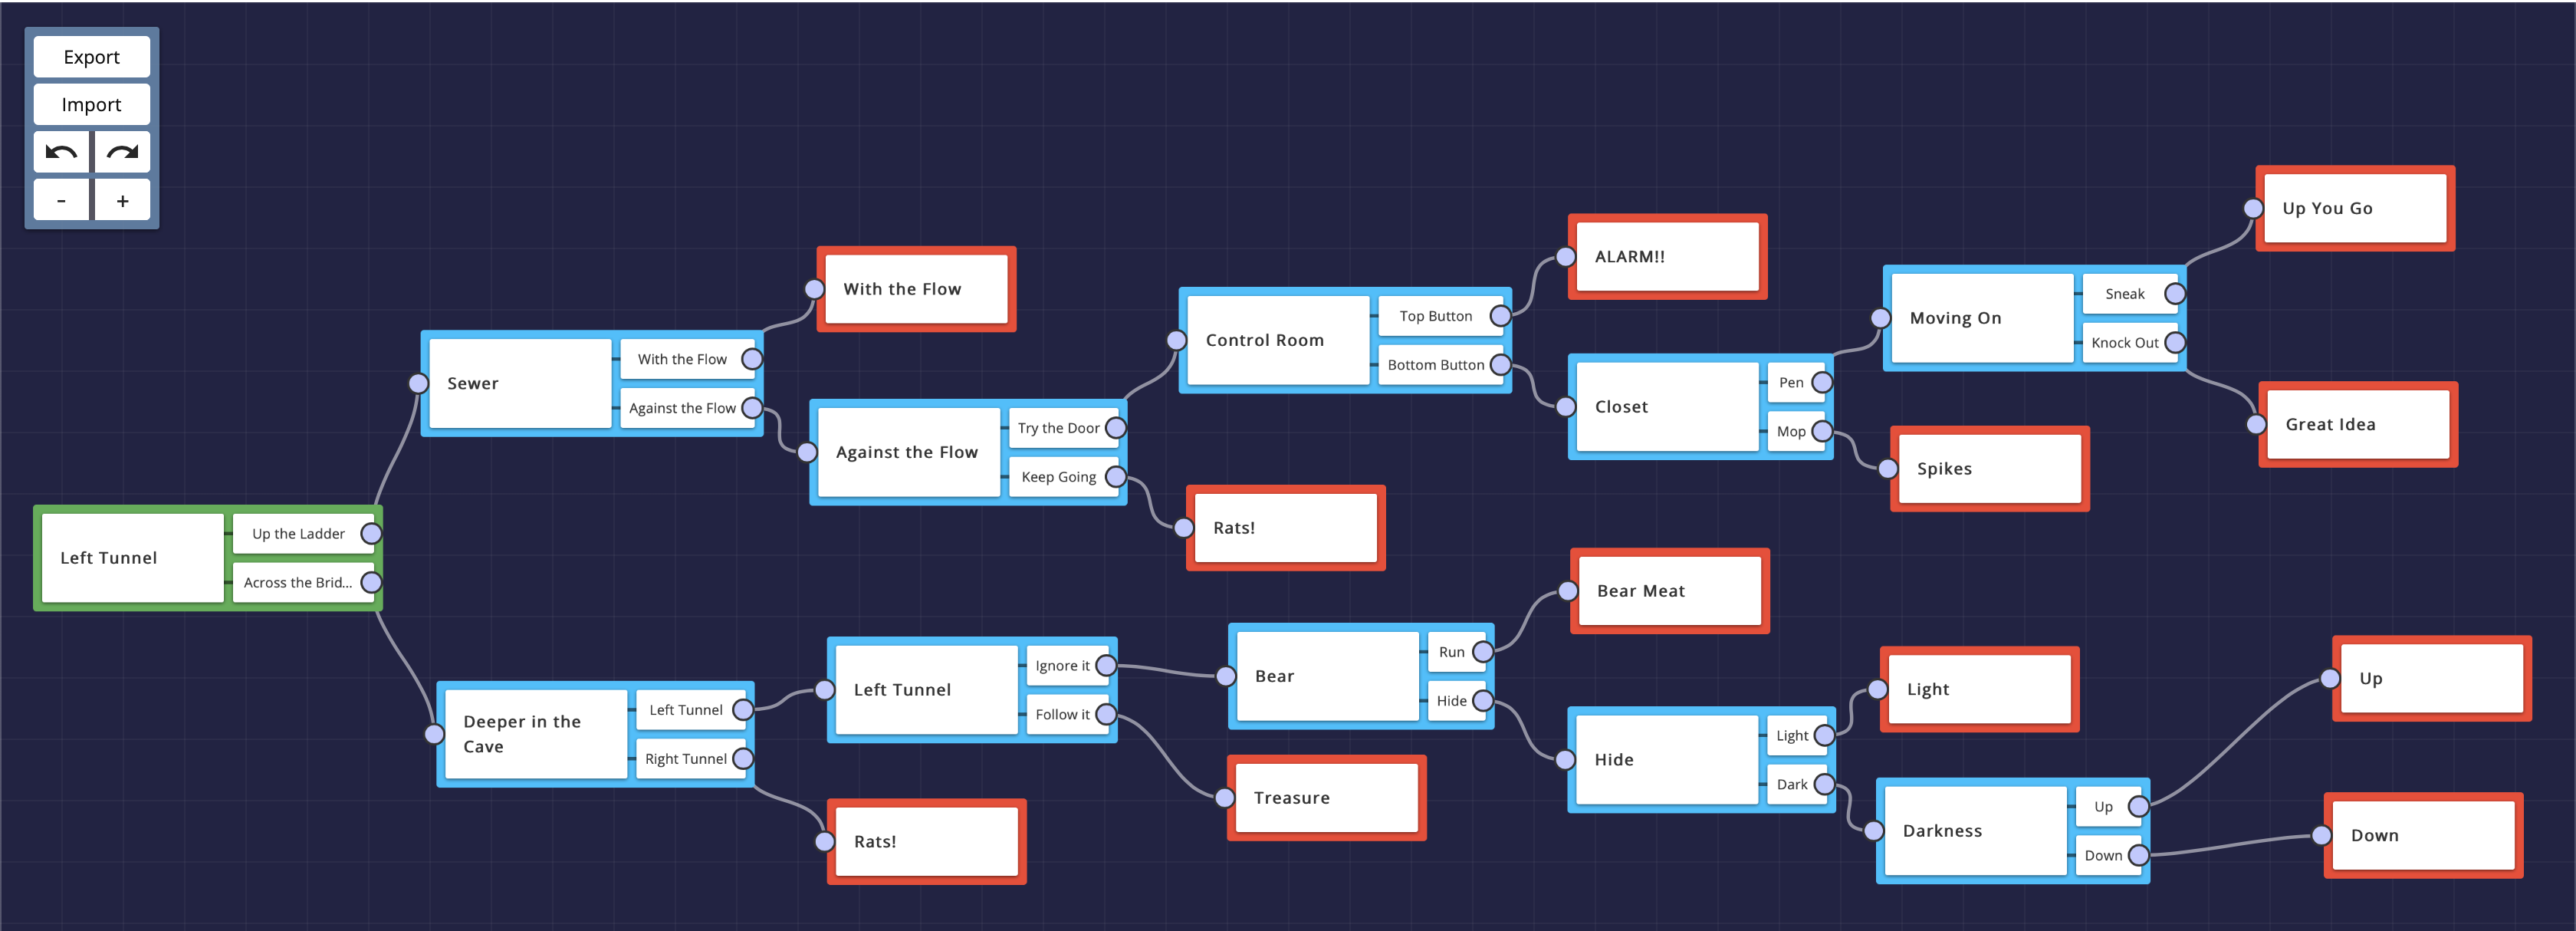 Export
Import
-
+
Left Tunnel
Up the Ladder
Across the Brid...
Sewer
With the Flow
Against the Flow
With the Flow
Against the Flow
Try the Door
Keep Going
Control Room
Top Button
Bottom Button
Rats!
ALARM!!
Closet
Pen
Mop
Moving On
Sneak
Knock Out
Spikes
Up You Go
Great Idea
Deeper in the
Cave
Left Tunnel
Right Tunnel
Left Tunnel
Ignore it
Follow it
Rats!
Bear
Run
Hide
Treasure
Bear Meat
Hide
Light
Dark
Light
Darkness
Up
Down
Up
Down